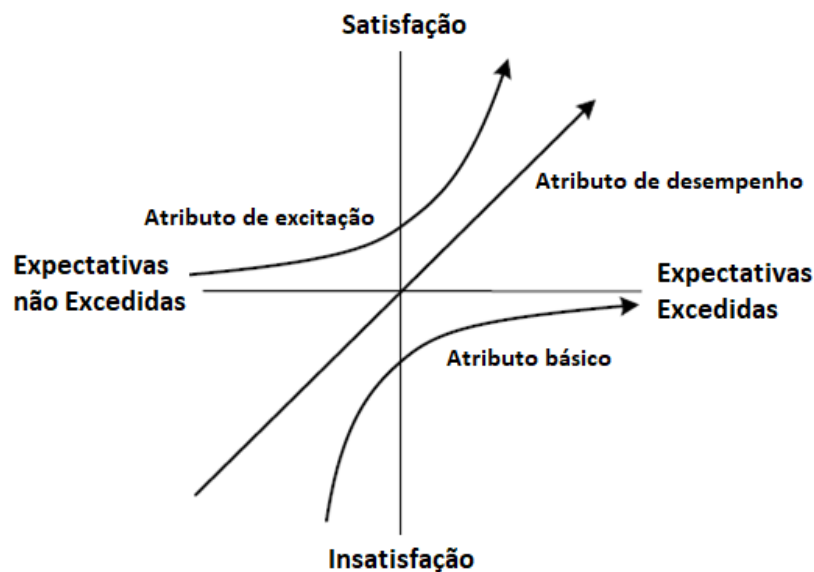 Satisfação
Atributo de desempenho
Atributo de excitação
Expectativas
não Excedidas
Expectativas
Excedidas
Atributo básico
Insatisfação